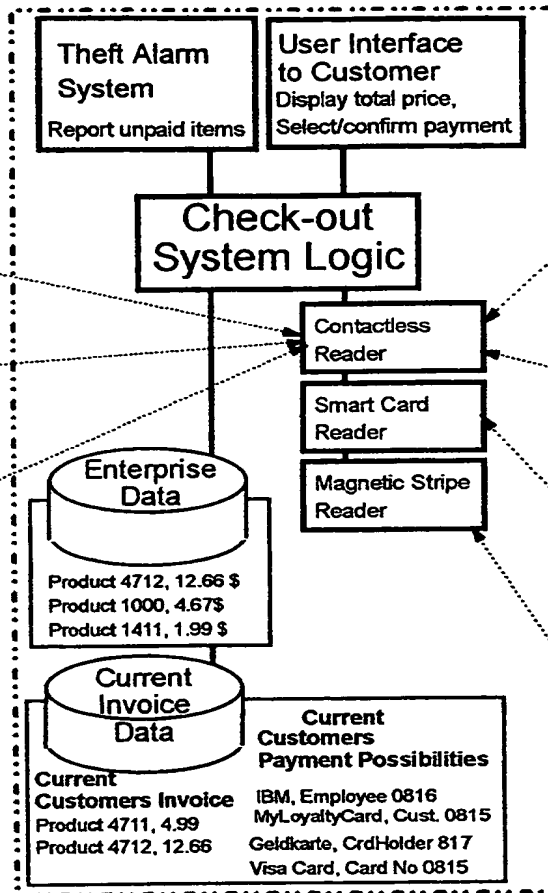 Theft Alarm
System
Report unpaid items
User Interface
to Customer
Display total price,
Select/confirm payment
Check-out
System Logic
Contactless
Reader
Smart Card
Reader
Magnetic Stripe
Reader
Enterprise
Data
Product 4712, 12.66 $
Product 1000, 4.67$
Product 1411, 1.99 $
Current
Invoice
Data
Current
Customers Invoice
Product 4711, 4.99
Product 4712, 12.66
Current
Customers
Payment Possibilities
IBM, Employee 0816
MyLoyaltyCard, Cust. 0815
Geldkarte, CrdHolder 817
Visa Card, Card No 0815